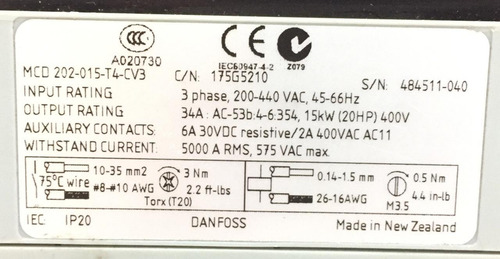 CCC
A020730
CE
IEC60947-4-2
N279
MCD 202-015-T4-CV3 C/N: 175G5210 S/N: 484511-040
INPUT RATING 3 phase, 200-440 VAC, 45-66Hz
OUTPUT RATING 34A: AC-53b:4-6:354, 15kW (20HP) 400V
AUXILIARY CONTACTS: 6A 30VDC resistive/2A 400VAC AC11
WITHSTAND CURRENT: 5000 A RMS, 575 VAC max.
10-35 mm2 3 Nm 0.14-1.5 mm 0.5 Nm
75°C wire #8-#10 AWG 2.2 ft-lbs 26-16AWG 4.4 in-lb
Torx (T20) M3.5
IEC: IP20 DANFOSS Made in New Zealand